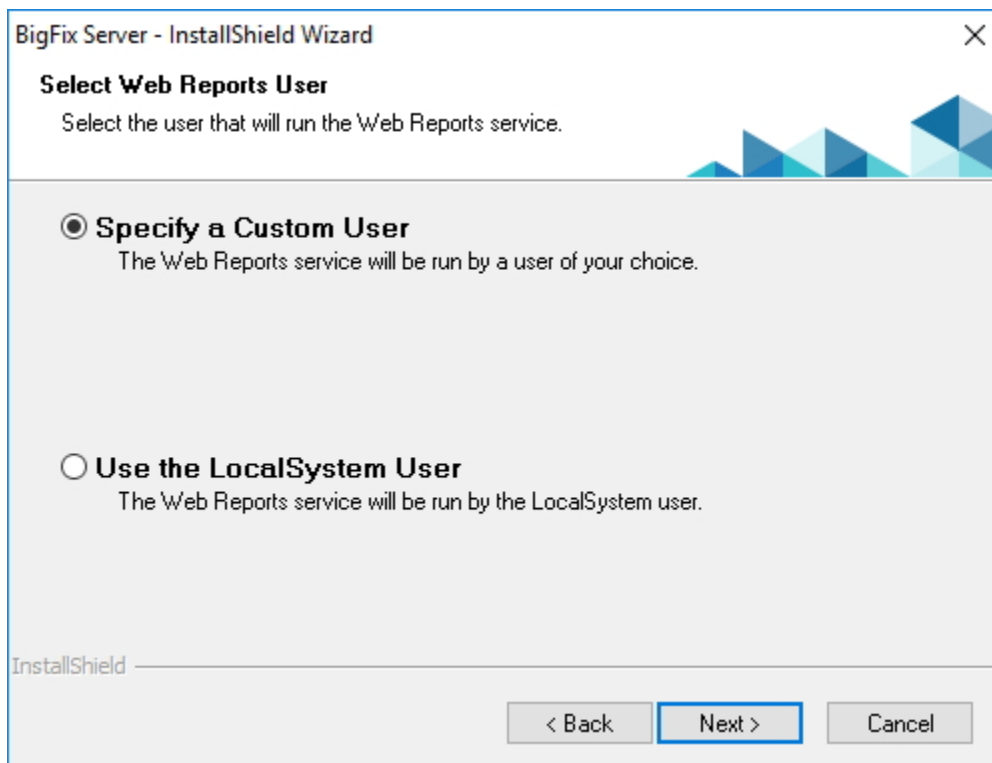 BigFix Server - InstallShield Wizard
Select Web Reports User
Select the user that will run the Web Reports service.
Specify a Custom User
The Web Reports service will be run by a user of your choice.
Use the LocalSystem User
The Web Reports service will be run by the LocalSystem user.
InstallShield
< Back Next > Cancel